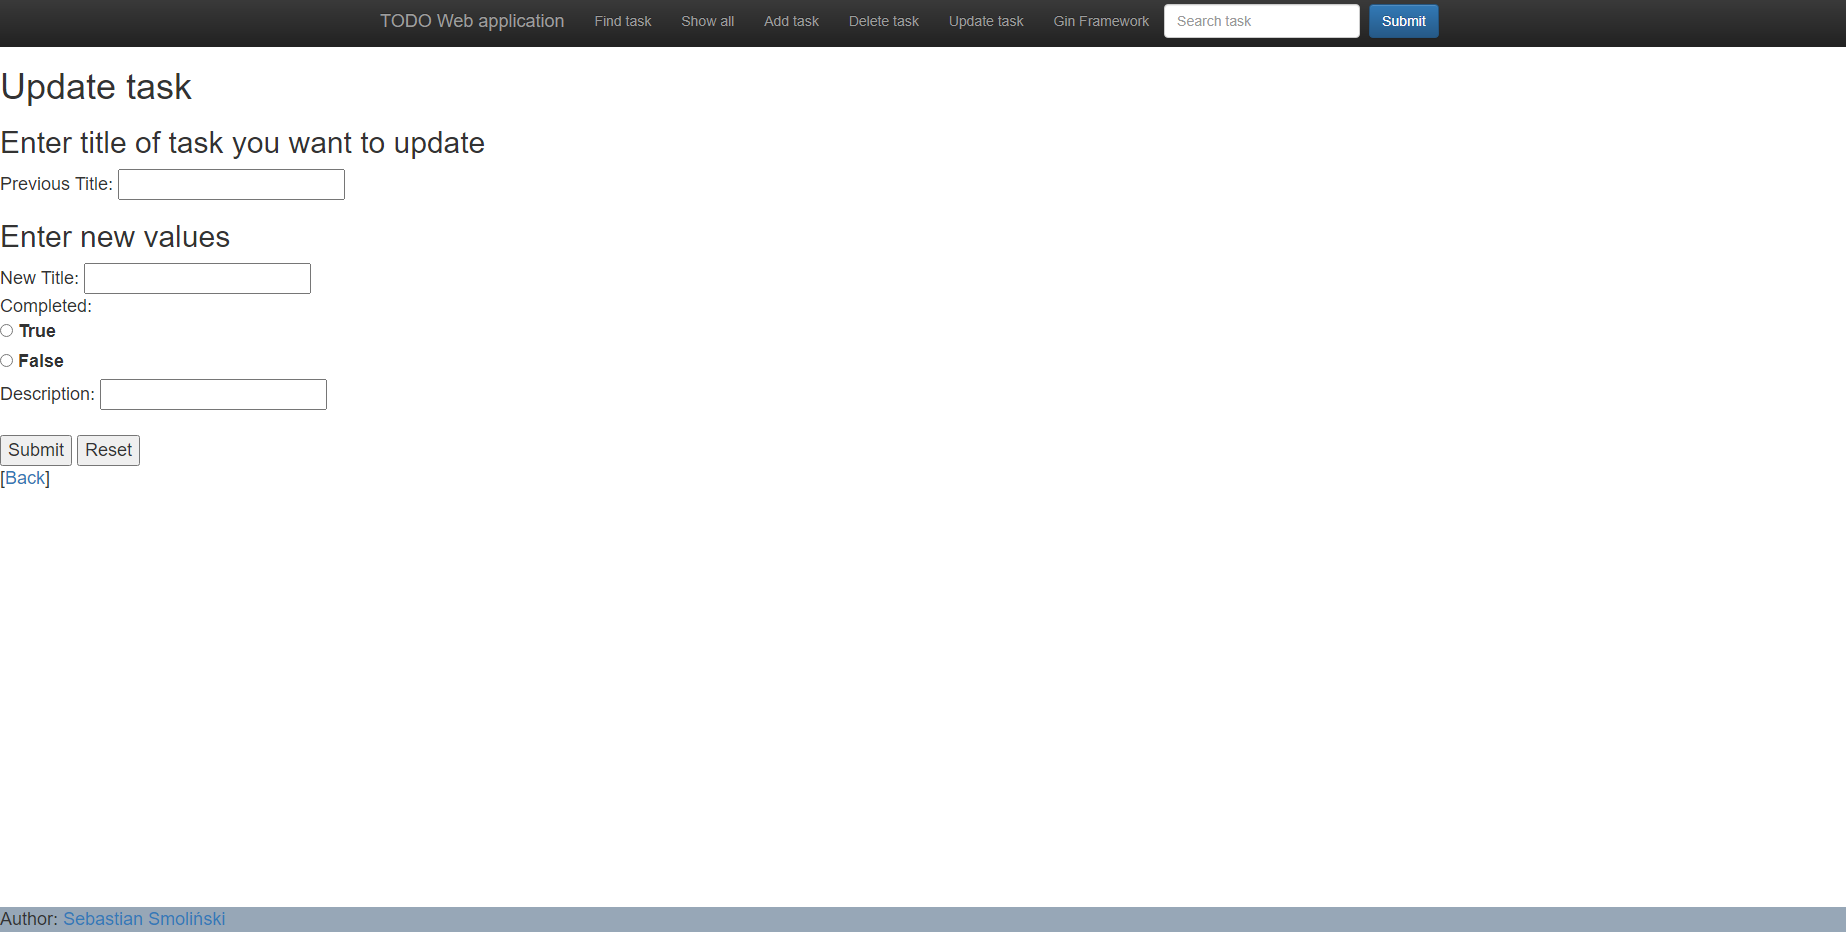 TODO Web application Find task Show all Add task Delete task Update task Gin Framework Search task Submit
Update task
Enter title of task you want to update
Previous Title:
Enter new values
New Title:
Completed:
True
False
Description:
Submit Reset
[Back]
Author: Sebastian Smoliński